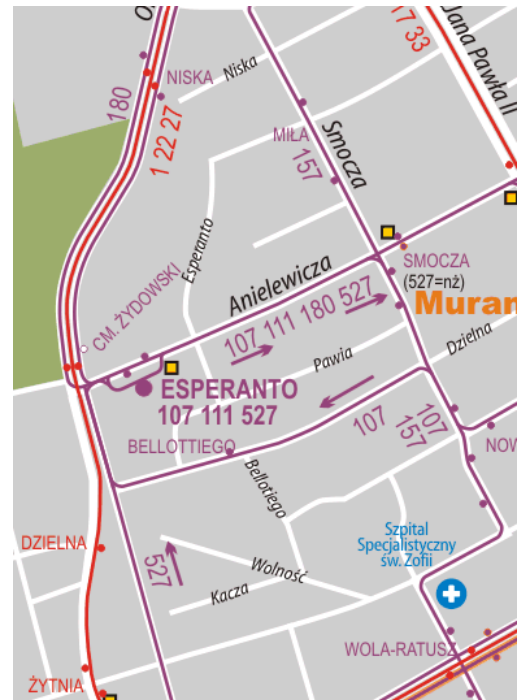 17 33
Jana Pawła II
NISKA
Niska
180
1 22 27
MIŁA
Smocza
157
Esperanto
Anielewicza
CM. ŻYDOWSKI
SMOCZA
(527=nż)
107 111 180 527
Muran
Pawia
Dzielna
ESPERANTO
107 111 527
107
107
157
BELLOTTIEGO
NOW
Bellotiego
DZIELNA
527
Wolność
Kacza
Szpital
Specjalistyczny
św. Zofii
WOLA-RATUSZ
ŻYTNIA